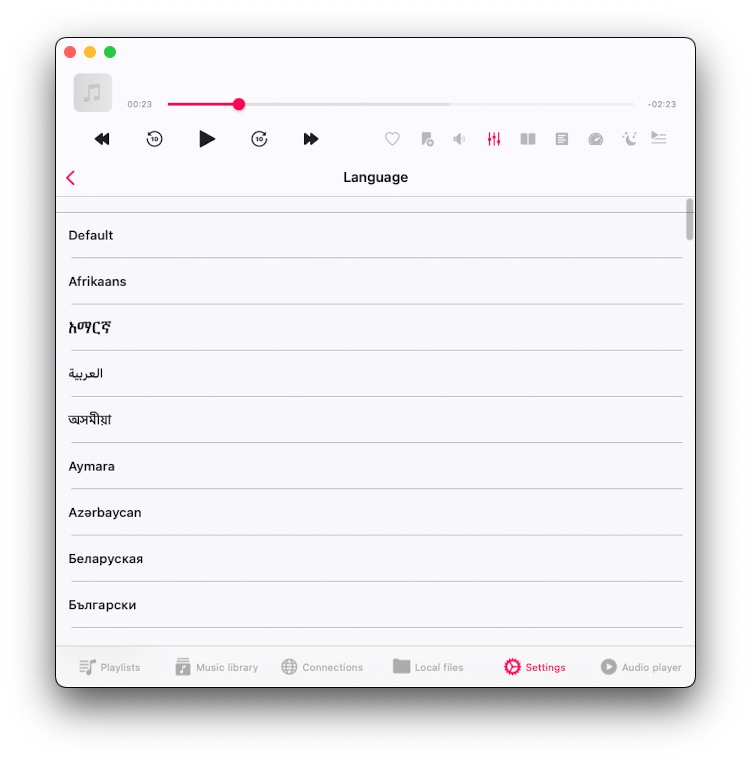 00:23
-02:23
10
10
Language
Default
Afrikaans
አማርኛ
العربية
অসমীয়া
Aymara
Azərbaycan
Беларуская
Български
Playlists
Music library
Connections
Local files
Settings
Audio player